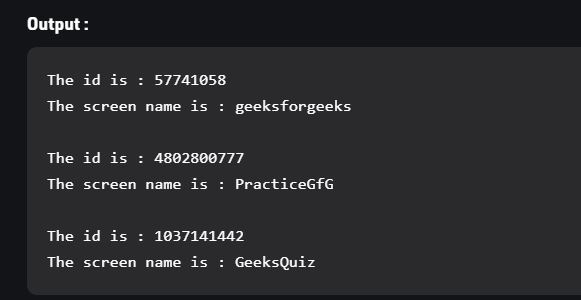 Output :
The id is : 57741058
The screen name is : geeksforgeeks
The id is : 4802800777
The screen name is : PracticeGfG
The id is : 1037141442
The screen name is : GeeksQuiz